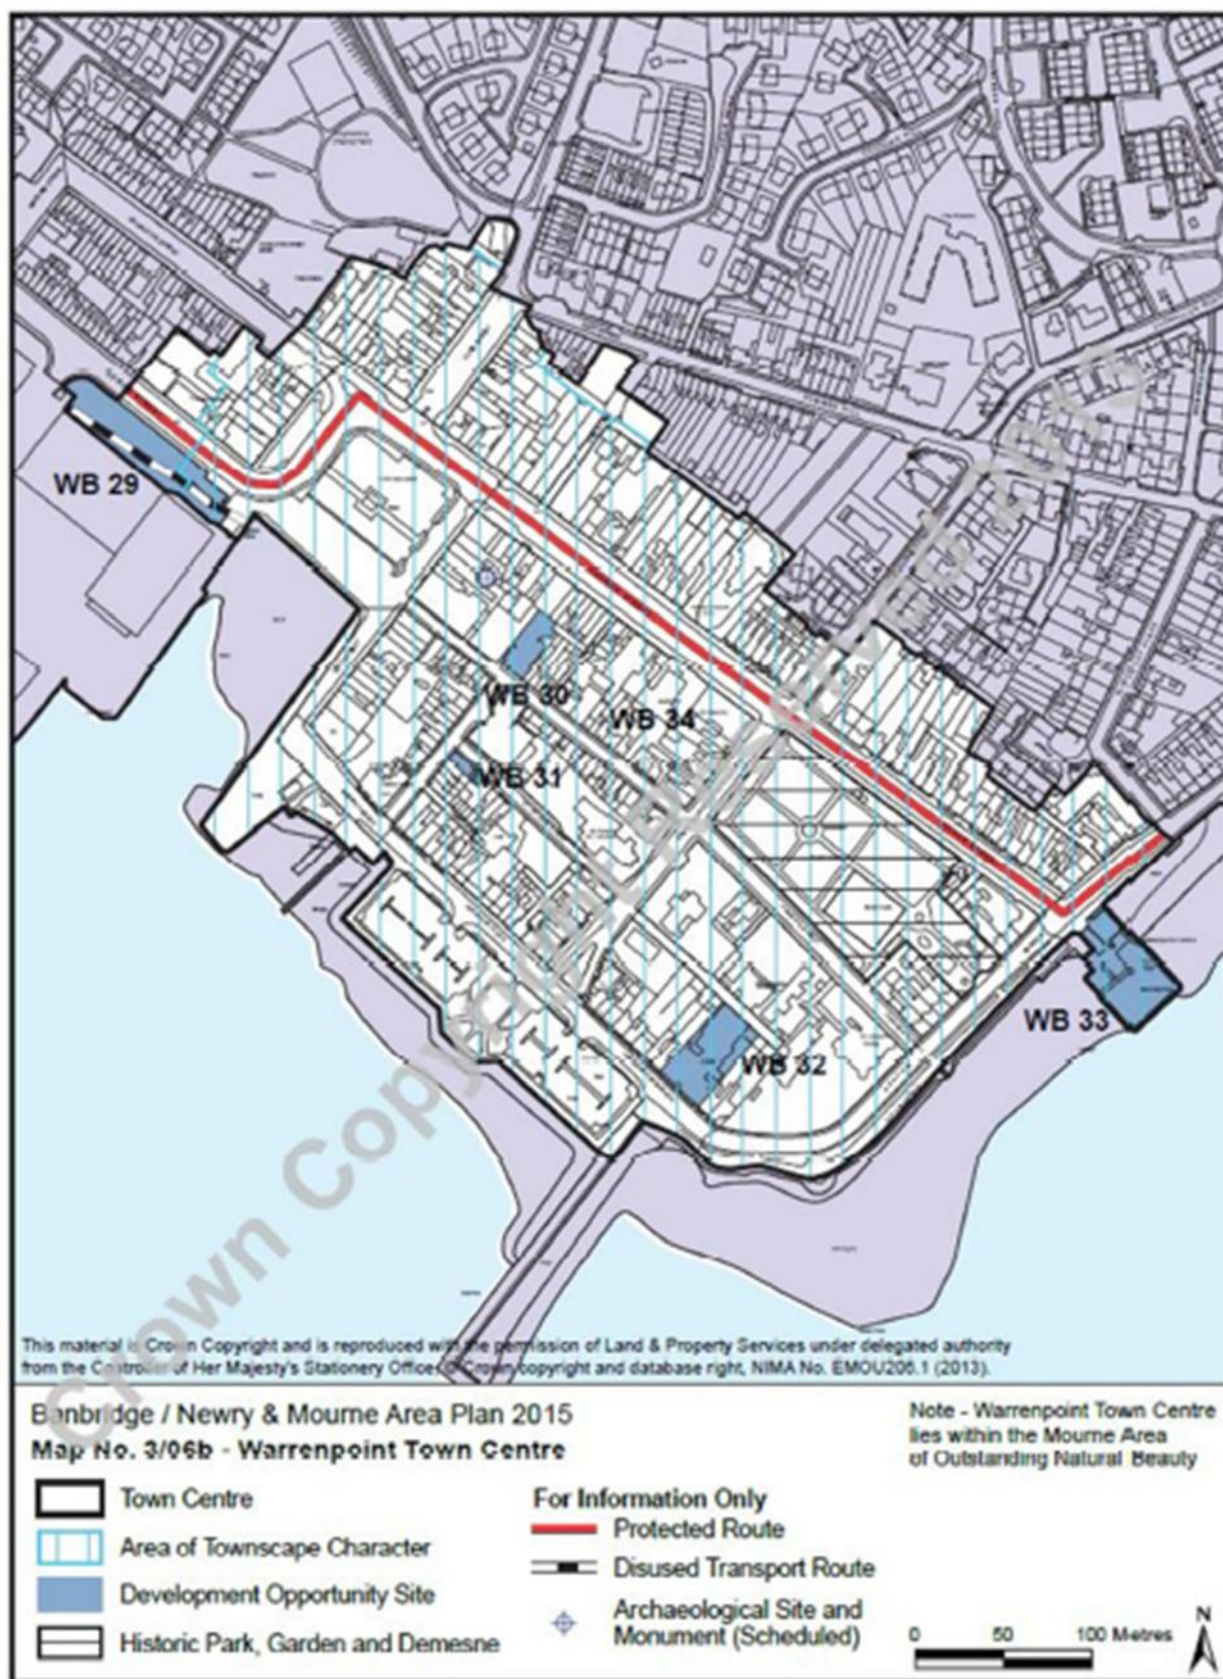 WB 29
WB 30
WB 34
WB 31
WB 33
WB 32
Crown Copyright Reserved
This material is Crown Copyright and is reproduced with the permission of Land & Property Services under delegated authority
from the Controller of Her Majesty's Stationery Office, © Crown copyright and database right, NIMA No. EMOU206.1 (2013).
Banbridge / Newry & Mourne Area Plan 2015
Map No. 3/06b - Warrenpoint Town Centre
Note - Warrenpoint Town Centre
lies within the Mourne Area
of Outstanding Natural Beauty
Town Centre
Area of Townscape Character
Development Opportunity Site
Historic Park, Garden and Demesne
For Information Only
Protected Route
Disused Transport Route
Archaeological Site and
Monument (Scheduled)
0 50 100 Metres
N